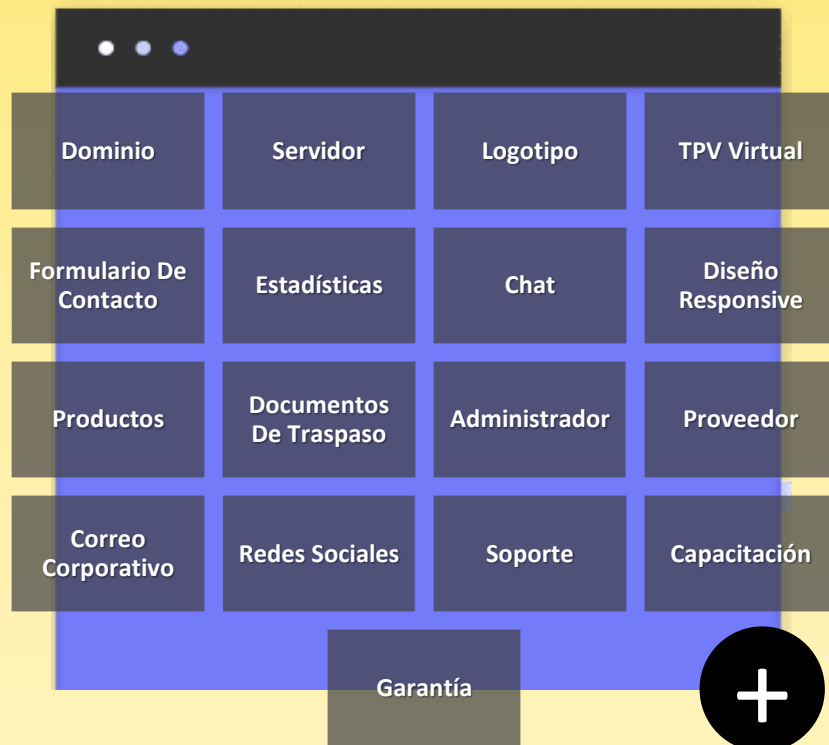 Dominio
Servidor
Logotipo
TPV Virtual
Formulario De
Contacto
Estadísticas
Chat
Diseño
Responsive
Productos
Documentos
De Traspaso
Administrador
Proveedor
Correo
Corporativo
Redes Sociales
Soporte
Capacitación
Garantía
+